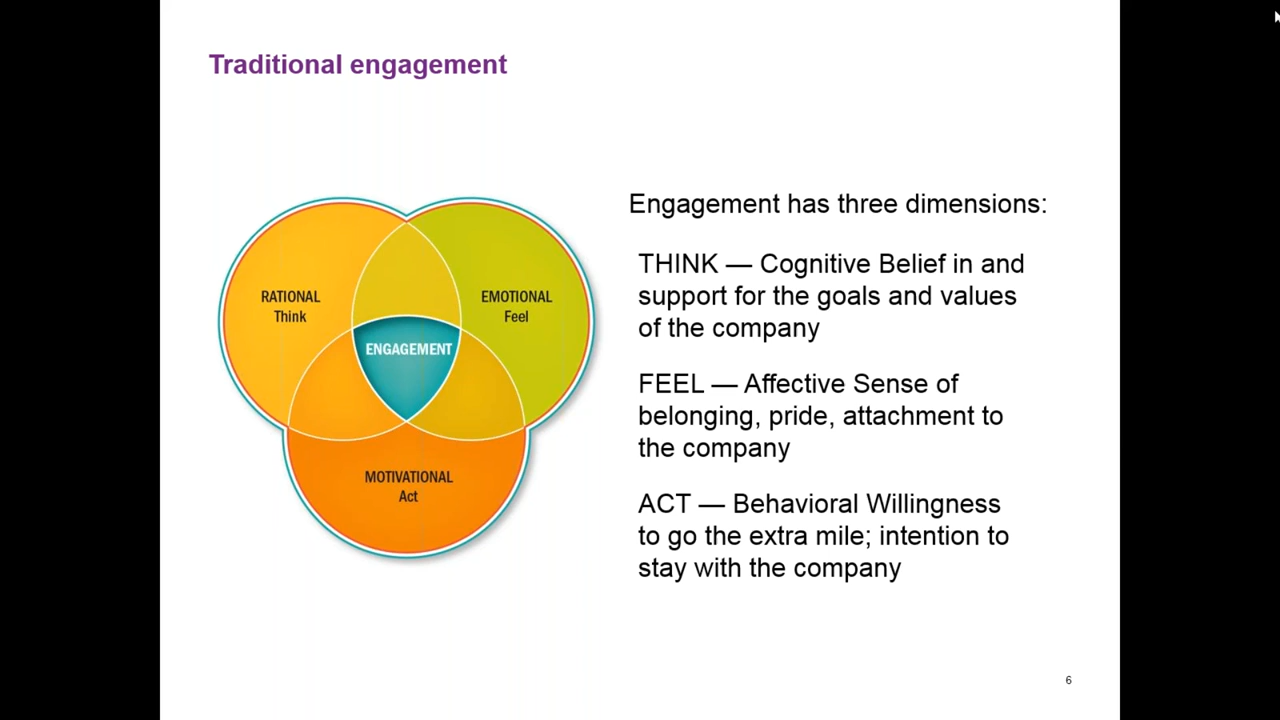 Traditional engagement
RATIONAL
Think
EMOTIONAL
Feel
ENGAGEMENT
MOTIVATIONAL
Act
Engagement has three dimensions:
THINK — Cognitive Belief in and
support for the goals and values
of the company
FEEL — Affective Sense of
belonging, pride, attachment to
the company
ACT — Behavioral Willingness
to go the extra mile; intention to
stay with the company
6